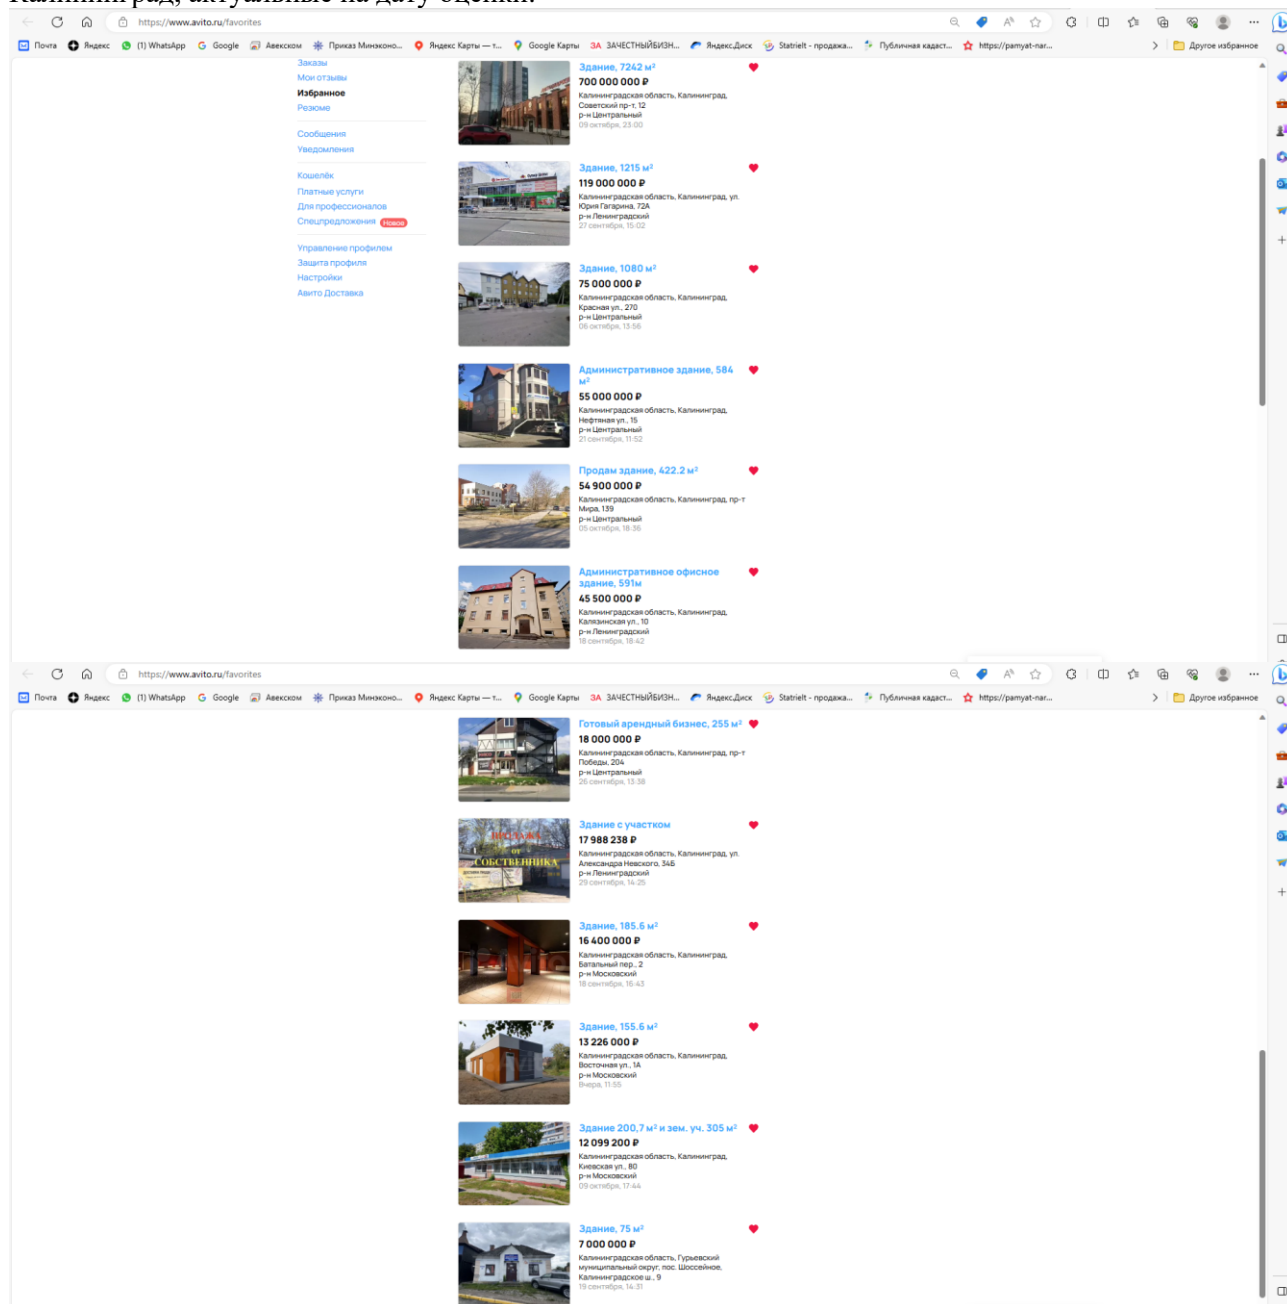 Калининград, актуальные на дату оценки.
https://www.avito.ru/favorites
Почта Яндекс (1) WhatsApp Google Авекском Приказ Минэконо... Яндекс Карты — т... Google Карты ЗА ЗАЧЕСТНЫЙБИЗН... Яндекс.Диск Statrielt - продажа... Публичная кадаст... https://pamyat-nar... Другое избранное
Заказы
Мои отзывы
Избранное
Резюме
Сообщения
Уведомления
Кошелёк
Платные услуги
Для профессионалов
Спецпредложения Новое
Управление профилем
Защита профиля
Настройки
Авито Доставка
Здание, 7242 м²
700 000 000 ₽
Калининградская область, Калининград,
Советский пр-т, 12
р-н Центральный
09 октября, 23:00
Здание, 1215 м²
119 000 000 ₽
Калининградская область, Калининград, ул.
Юрия Гагарина, 72А
р-н Ленинградский
27 сентября, 15:02
Здание, 1080 м²
75 000 000 ₽
Калининградская область, Калининград,
Красная ул., 270
р-н Центральный
06 октября, 13:56
Административное здание, 584
м²
55 000 000 ₽
Калининградская область, Калининград,
Нефтяная ул., 15
р-н Центральный
21 сентября, 11:52
Продам здание, 422.2 м²
54 900 000 ₽
Калининградская область, Калининград, пр-т
Мира, 139
р-н Центральный
05 октября, 18:36
Административное офисное
здание, 591м
45 500 000 ₽
Калининградская область, Калининград,
Калязинская ул., 10
р-н Ленинградский
18 сентября, 18:42
https://www.avito.ru/favorites
Почта Яндекс (1) WhatsApp Google Авекском Приказ Минэконо... Яндекс Карты — т... Google Карты ЗА ЗАЧЕСТНЫЙБИЗН... Яндекс.Диск Statrielt - продажа... Публичная кадаст... https://pamyat-nar... Другое избранное
Готовый арендный бизнес, 255 м²
18 000 000 ₽
Калининградская область, Калининград, пр-т
Победы, 204
р-н Центральный
26 сентября, 13:38
от
СОБСТВЕННИКА
Здание с участком
17 988 238 ₽
Калининградская область, Калининград, ул.
Александра Невского, 34Б
р-н Ленинградский
29 сентября, 14:25
Здание, 185.6 м²
16 400 000 ₽
Калининградская область, Калининград,
Батальный пер., 2
р-н Московский
18 сентября, 16:43
Здание, 155.6 м²
13 226 000 ₽
Калининградская область, Калининград,
Восточная ул., 1А
р-н Московский
Вчера, 11:55
Здание 200,7 м² и зем. уч. 305 м²
12 099 200 ₽
Калининградская область, Калининград,
Киевская ул., 80
р-н Московский
09 октября, 17:44
Здание, 75 м²
7 000 000 ₽
Калининградская область, Гурьевский
муниципальный округ, пос. Шоссейное,
Калининградское ш., 9
19 сентября, 14:31